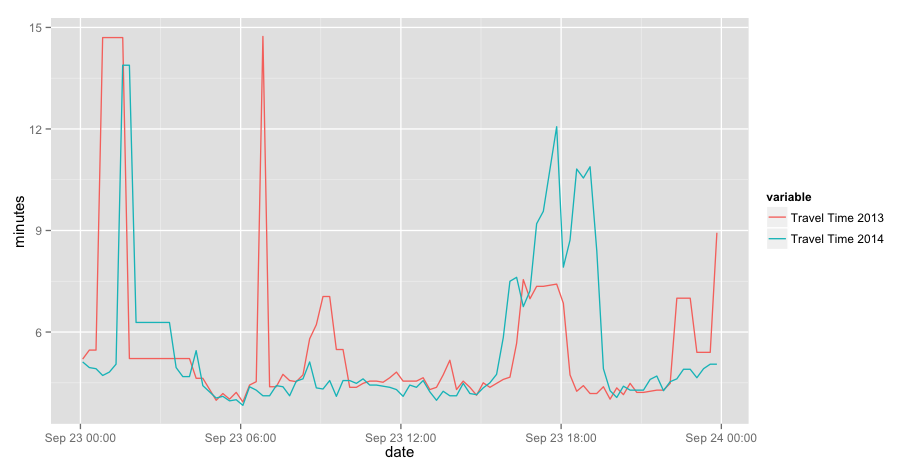 15
12
9
6
minutes
Sep 23 00:00
Sep 23 06:00
Sep 23 12:00
Sep 23 18:00
Sep 24 00:00
date
variable
Travel Time 2013
Travel Time 2014